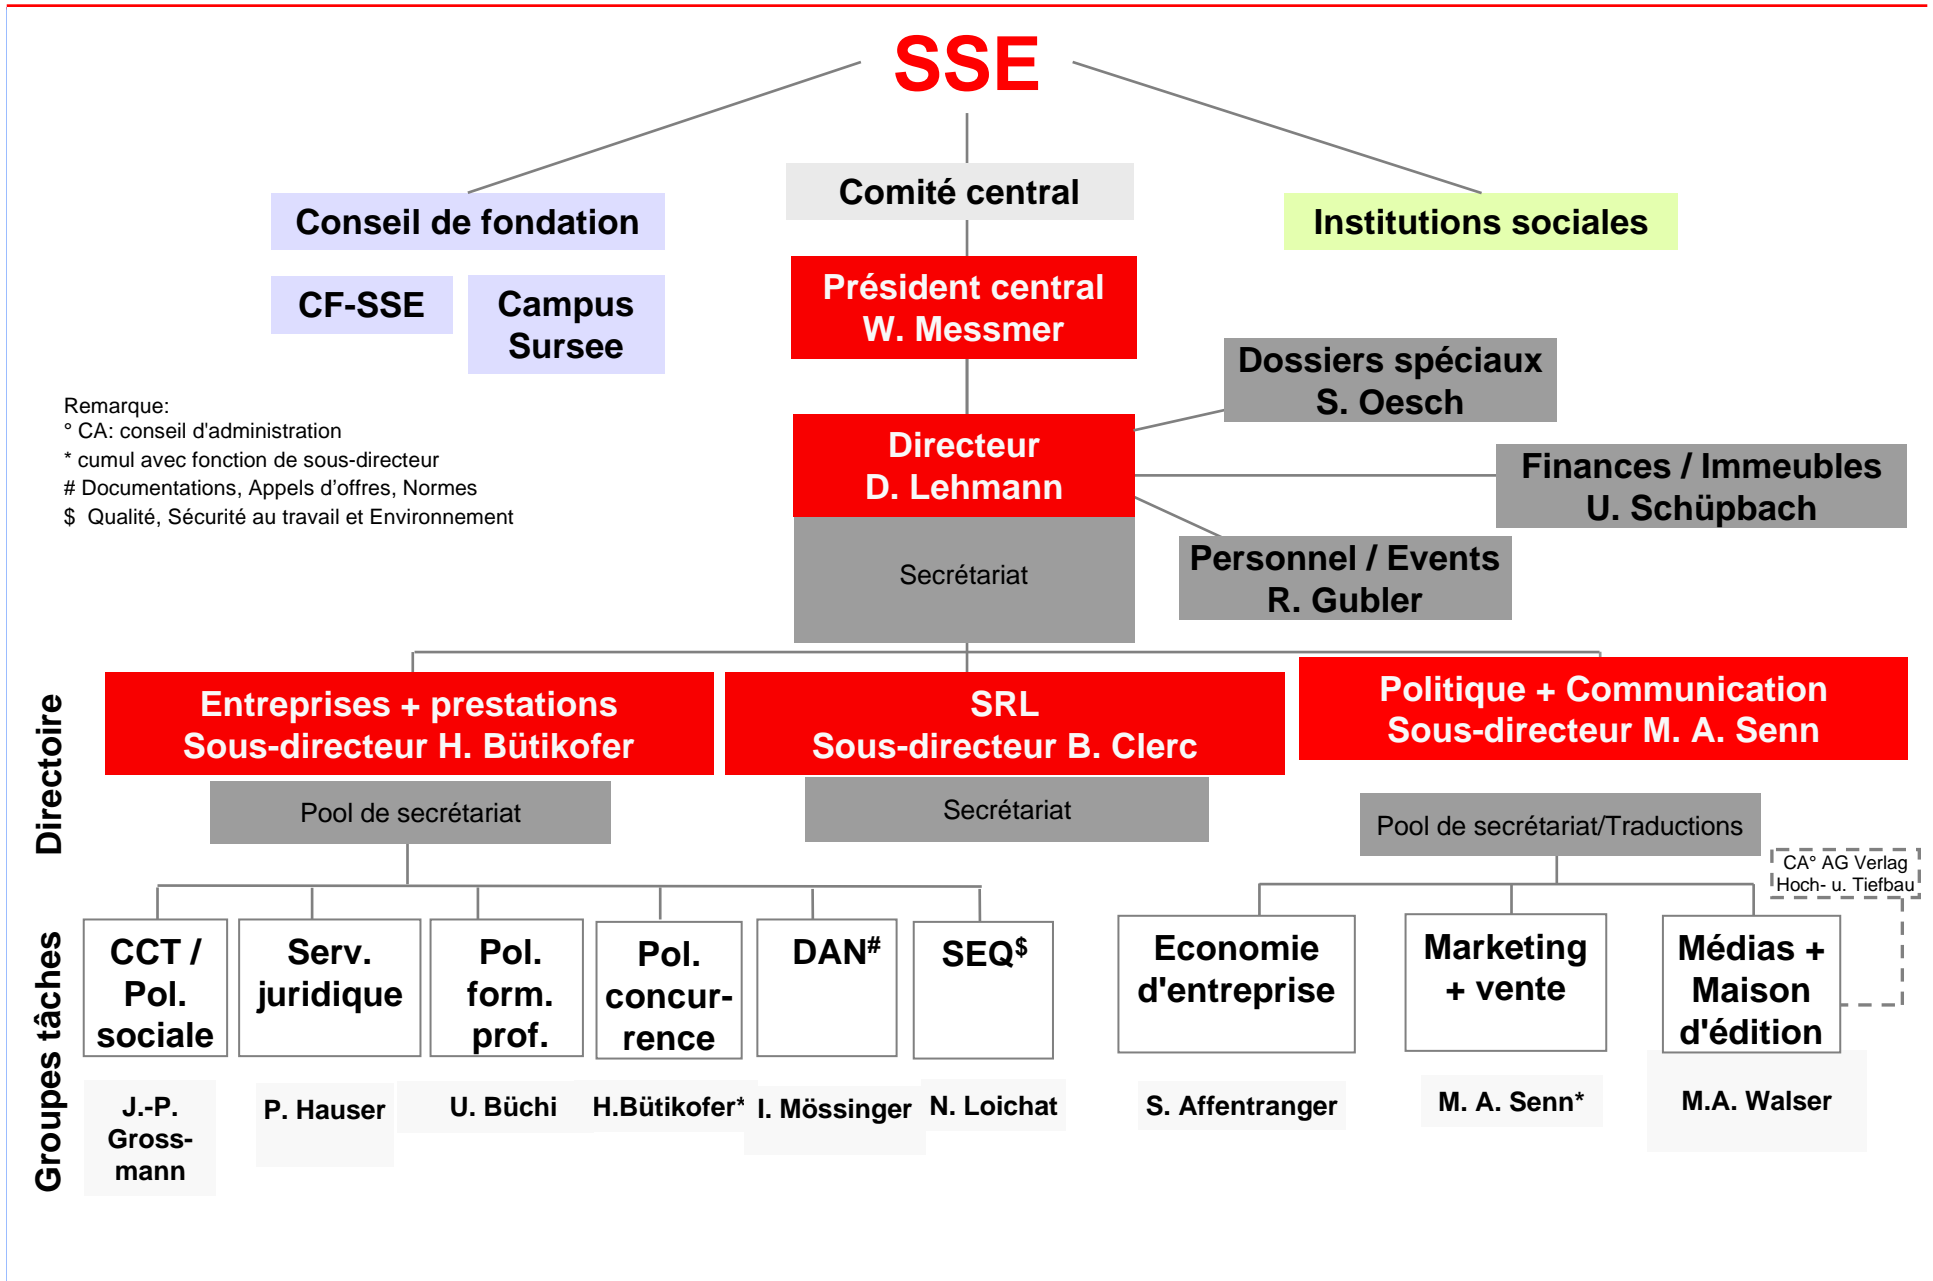 SSE
Comité central
Conseil de fondation
Institutions sociales
CF-SSE
Campus
Sursee
Président central
W. Messmer
Dossiers spéciaux
S. Oesch
Remarque:
° CA: conseil d'administration
* cumul avec fonction de sous-directeur
# Documentations, Appels d’offres, Normes
$ Qualité, Sécurité au travail et Environnement
Directeur
D. Lehmann
Finances / Immeubles
U. Schüpbach
Secrétariat
Personnel / Events
R. Gubler
Directoire
Entreprises + prestations
Sous-directeur H. Bütikofer
SRL
Sous-directeur B. Clerc
Politique + Communication
Sous-directeur M. A. Senn
Pool de secrétariat
Secrétariat
Pool de secrétariat/Traductions
CA° AG Verlag
Hoch- u. Tiefbau
Groupes tâches
CCT /
Pol.
sociale
Serv.
juridique
Pol.
form.
prof.
Pol.
concur-
rence
DAN#
SEQ$
Economie
d'entreprise
Marketing
+ vente
Médias +
Maison
d'édition
J.-P.
Gross-
mann
P. Hauser
U. Büchi
H.Bütikofer*
I. Mössinger
N. Loichat
S. Affentranger
M. A. Senn*
M.A. Walser